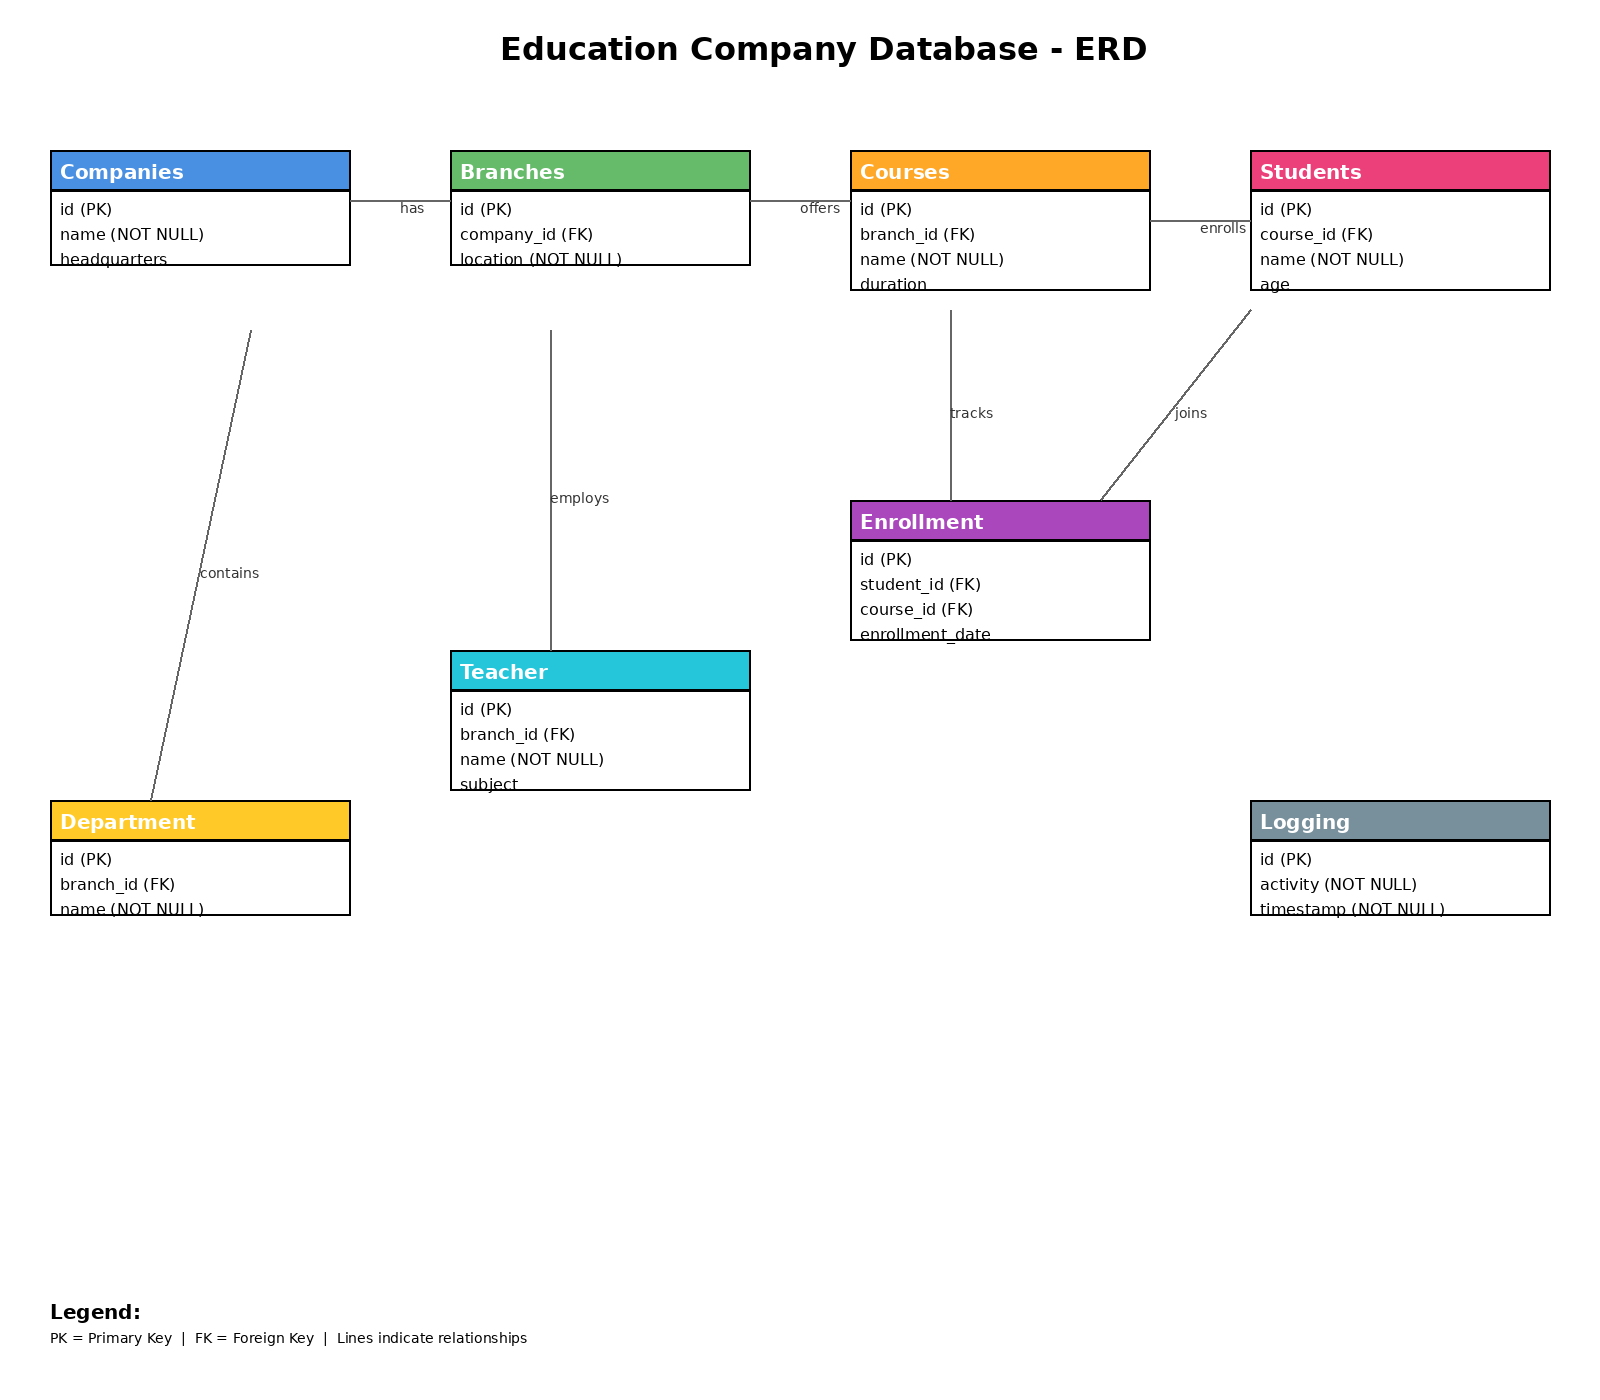 Education Company Database - ERD
Companies
id (PK)
name (NOT NULL)
headquarters
has
Branches
id (PK)
company_id (FK)
location (NOT NULL)
offers
Courses
id (PK)
branch_id (FK)
name (NOT NULL)
duration
enrolls
Students
id (PK)
course_id (FK)
name (NOT NULL)
age
contains
employs
tracks
joins
Enrollment
id (PK)
student_id (FK)
course_id (FK)
enrollment_date
Teacher
id (PK)
branch_id (FK)
name (NOT NULL)
subject
Department
id (PK)
branch_id (FK)
name (NOT NULL)
Logging
id (PK)
activity (NOT NULL)
timestamp (NOT NULL)
Legend:
PK = Primary Key | FK = Foreign Key | Lines indicate relationships